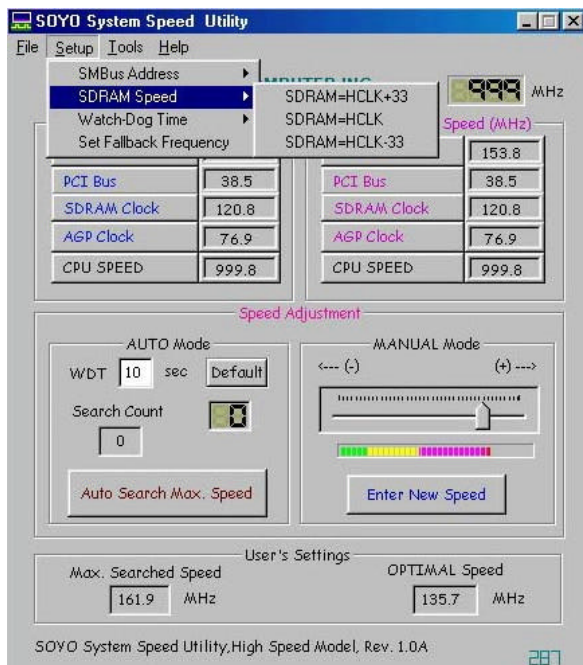 SOYO System Speed Utility
File Setup Tools Help
SMBus Address
SDRAM Speed
Watch-Dog Time
Set Fallback Frequency
SDRAM=HCLK+33
SDRAM=HCLK
SDRAM=HCLK-33
999 MHz
Speed (MHz)
153.8
PCI Bus 38.5 PCI Bus 38.5
SDRAM Clock 120.8 SDRAM Clock 120.8
AGP Clock 76.9 AGP Clock 76.9
CPU SPEED 999.8 CPU SPEED 999.8
Speed Adjustment
AUTO Mode
WDT 10 sec Default
Search Count
0
0
Auto Search Max. Speed
MANUAL Mode
<--- (-) (+) --->
Enter New Speed
User's Settings
Max. Searched Speed OPTIMAL Speed
161.9 MHz 135.7 MHz
SOYO System Speed Utility,High Speed Model, Rev. 1.0A
287